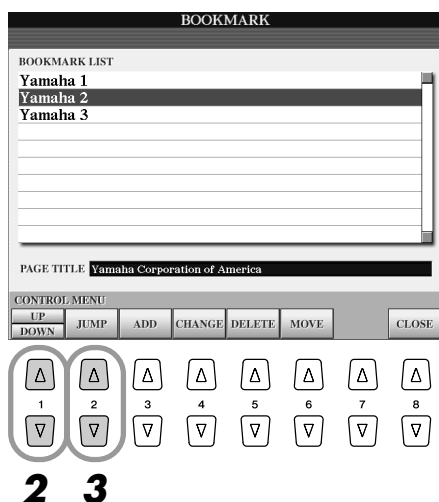 BOOKMARK
BOOKMARK LIST
Yamaha 1
Yamaha 2
Yamaha 3
PAGE TITLE Yamaha Corporation of America
CONTROL MENU
UP
DOWN JUMP ADD CHANGE DELETE MOVE CLOSE
1 2 3 4 5 6 7 8
2 3